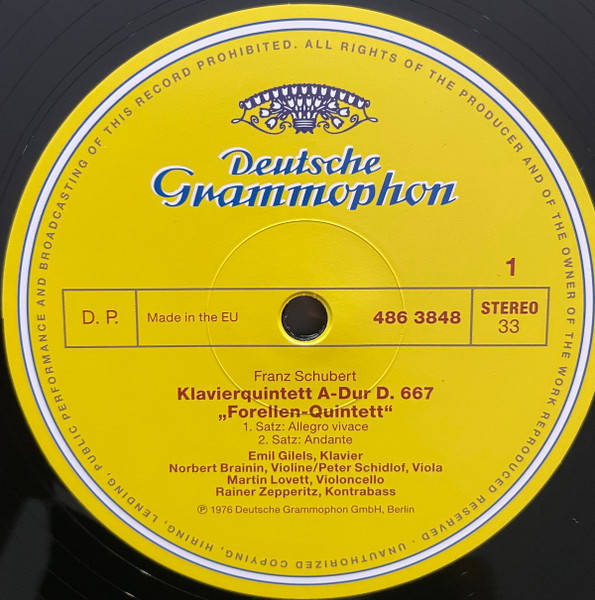 UNAUTHORIZED COPYING, HIRING, LENDING, PUBLIC PERFORMANCE AND BROADCASTING OF THIS RECORD PROHIBITED. ALL RIGHTS OF THE PRODUCER AND OF THE OWNER OF THE WORK REPRODUCED RESERVED ·
Deutsche
Grammophon
1
D. P.
Made in the EU
486 3848
STEREO
33
Franz Schubert
Klavierquintett A-Dur D. 667
„Forellen-Quintett“
1. Satz: Allegro vivace
2. Satz: Andante
Emil Gilels, Klavier
Norbert Brainin, Violine/Peter Schidlof, Viola
Martin Lovett, Violoncello
Rainer Zepperitz, Kontrabass
℗ 1976 Deutsche Grammophon GmbH, Berlin